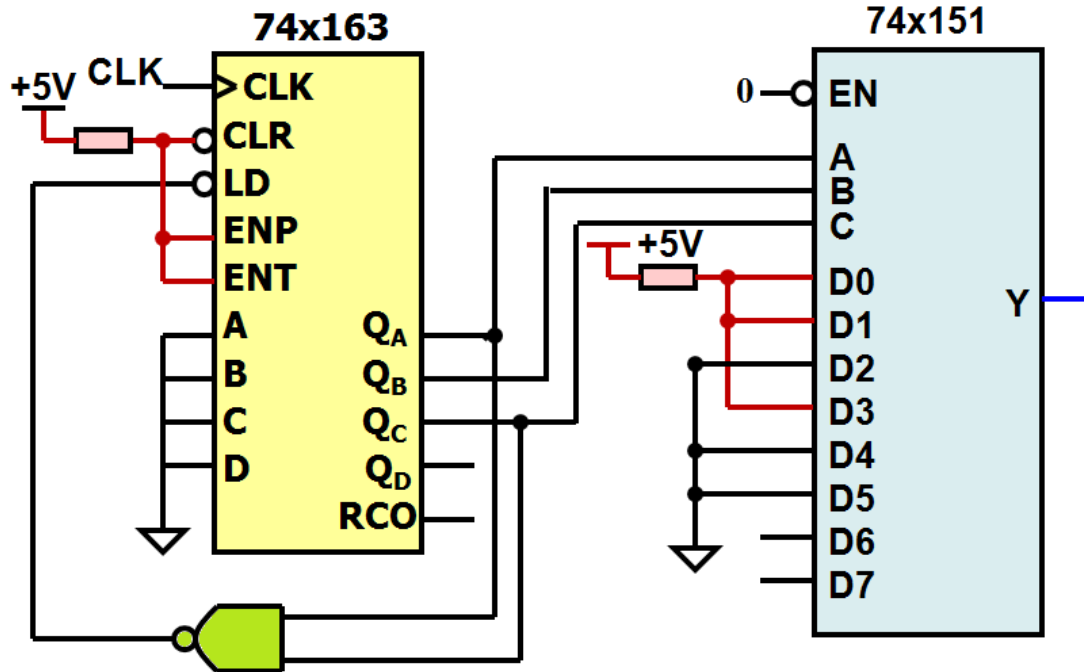 74x163
CLK
+5V
CLK
CLR
LD
ENP
ENT
A
B
C
D
QA
QB
QC
QD
RCO
74x151
0
EN
A
B
C
+5V
D0
D1
D2
D3
D4
D5
D6
D7
Y